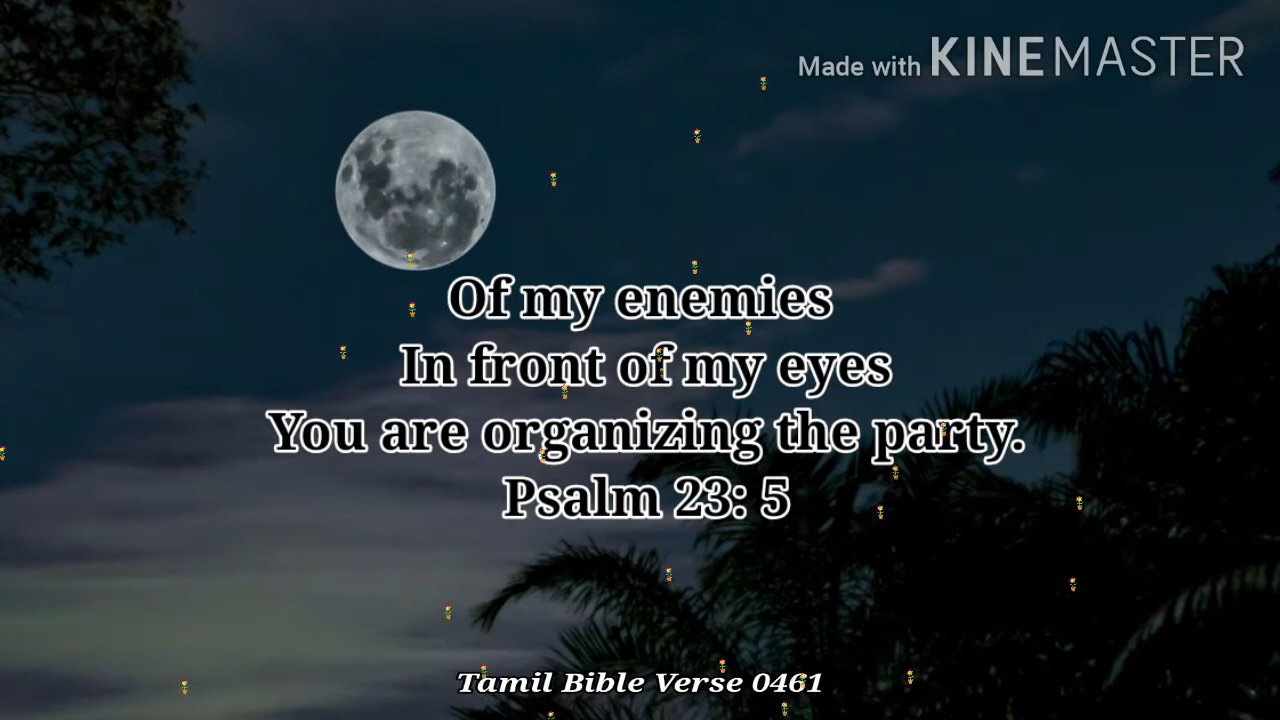 Made with KINEMASTER
Of my enemies
In front of my eyes
You are organizing the party.
Psalm 23: 5
Tamil Bible Verse 0461